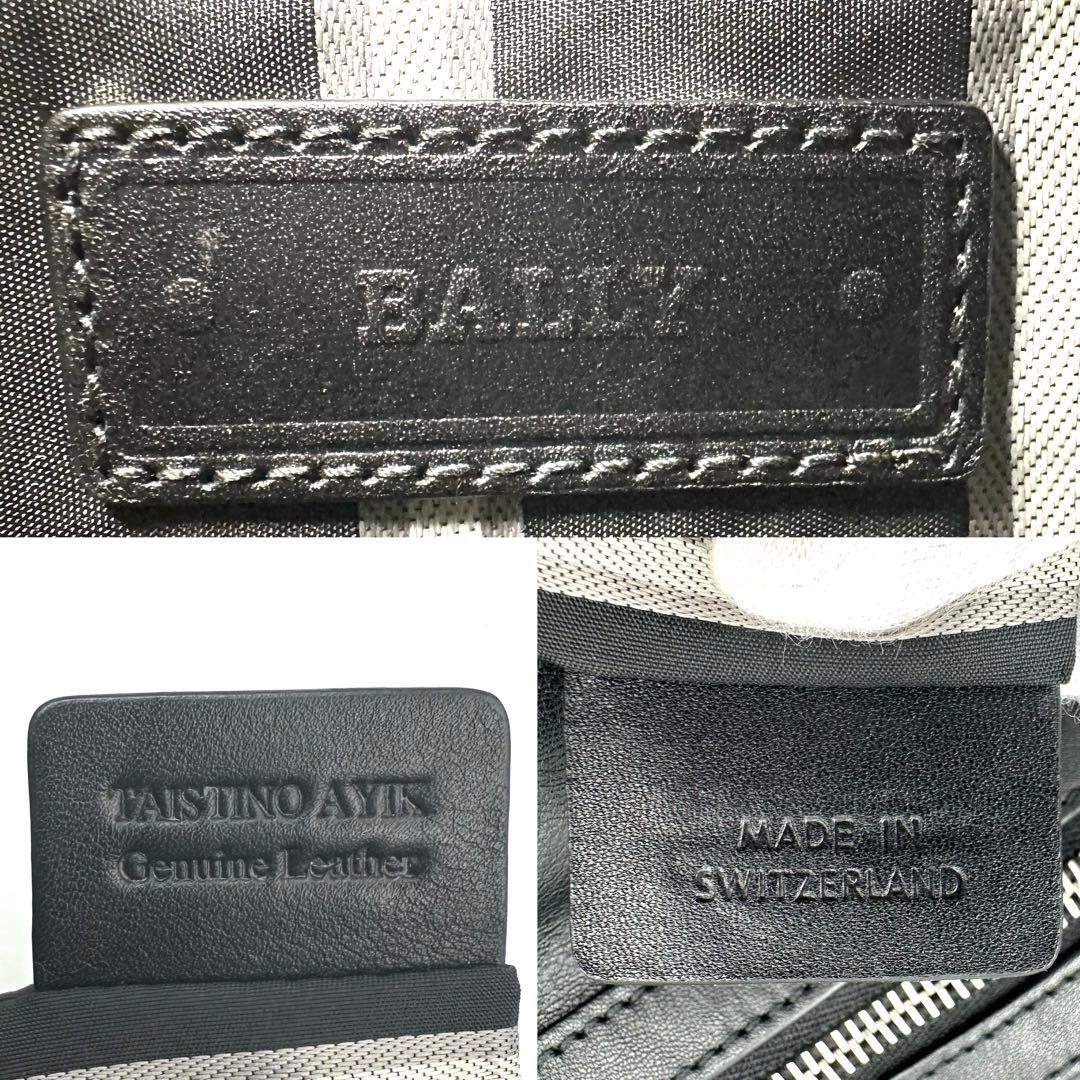 BALLY
TAISTINO AYIK
Genuine Leather
MADE IN
SWITZERLAND